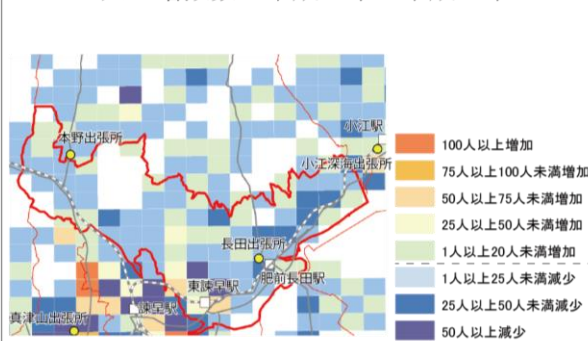 本野出張所
小江駅
小江深海出張所
長田出張所
肥前長田駅
東諫早駅
諫早駅
真津山出張所
100人以上増加
75人以上100人未満増加
50人以上75人未満増加
25人以上50人未満増加
1人以上20人未満増加
1人以上25人未満減少
25人以上50人未満減少
50人以上減少